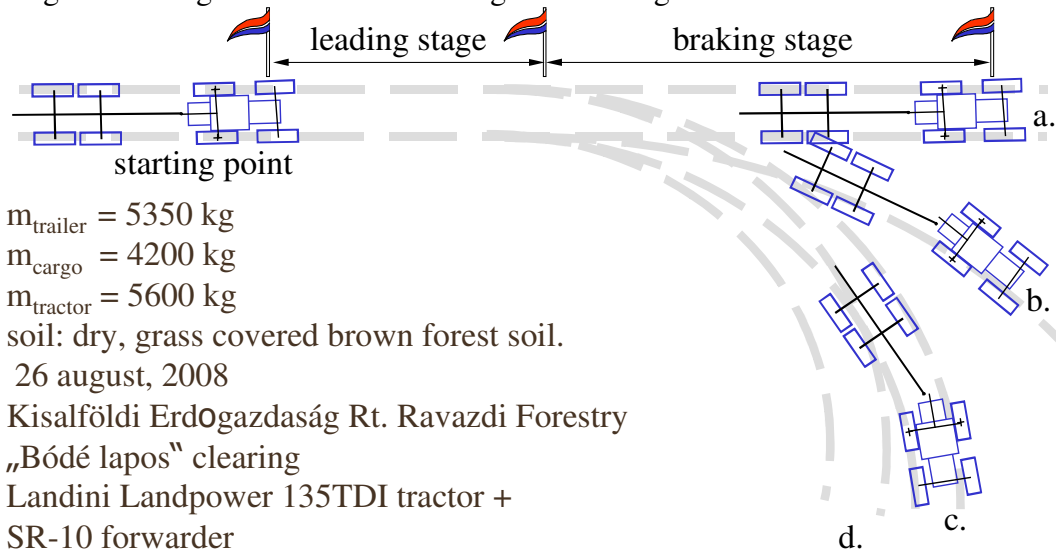 leading stage
braking stage
a.
starting point
b.
m_trailer = 5350 kg
m_cargo = 4200 kg
m_tractor = 5600 kg
soil: dry, grass covered brown forest soil.
26 august, 2008
Kisalföldi Erdogazdaság Rt. Ravazdi Forestry
„Bódé lapos‟ clearing
Landini Landpower 135TDI tractor +
SR-10 forwarder
c.
d.